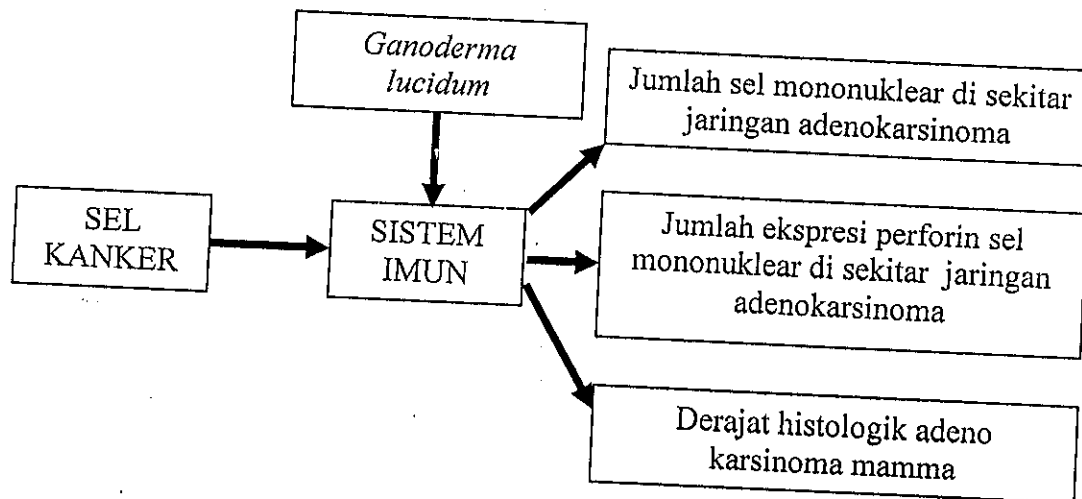 Ganoderma
lucidum
Jumlah sel mononuklear di sekitar
jaringan adenokarsinoma
SEL
KANKER
SISTEM
IMUN
Jumlah ekspresi perforin sel
mononuklear di sekitar jaringan
adenokarsinoma
Derajat histologik adeno
karsinoma mamma